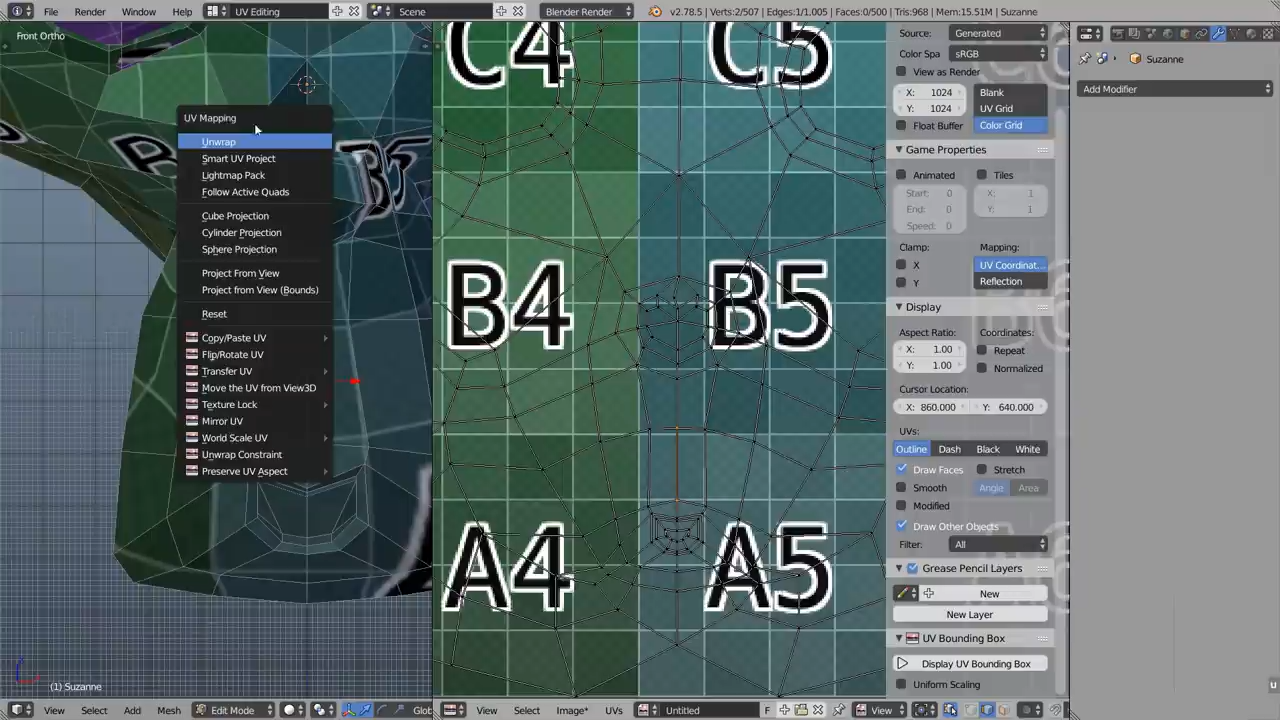 File Render Window Help UV Editing Scene Blender Render v2.78.5 | Verts:2/507 | Edges:1/1,005 | Faces:0/500 | Tris:968 | Mem:15.51M | Suzanne
Front Ortho
UV Mapping
Unwrap
Smart UV Project
Lightmap Pack
Follow Active Quads
Cube Projection
Cylinder Projection
Sphere Projection
Project From View
Project from View (Bounds)
Reset
Copy/Paste UV
Flip/Rotate UV
Transfer UV
Move the UV from View3D
Texture Lock
Mirror UV
World Scale UV
Unwrap Constraint
Preserve UV Aspect
B5
(1) Suzanne
View Select Add Mesh Edit Mode Glob
C4 C5
B4 B5
A4 A5
View Select Image* UVs Untitled F View
Source: Generated
Color Spa sRGB
View as Render
X: 1024 Blank
Y: 1024 UV Grid
Float Buffer Color Grid
Game Properties
Animated Tiles
Start: 0 X: 1
End: 0 Y: 1
Speed: 0
Clamp: Mapping:
X UV Coordinat...
Y Reflection
Display
Aspect Ratio: Coordinates:
X: 1.00 Repeat
Y: 1.00 Normalized
Cursor Location:
X: 860.000 Y: 640.000
UVs:
Outline Dash Black White
Draw Faces Stretch
Smooth Angle Area
Modified
Draw Other Objects
Filter: All
Grease Pencil Layers
New
New Layer
UV Bounding Box
Display UV Bounding Box
Uniform Scaling
Suzanne
Add Modifier
u